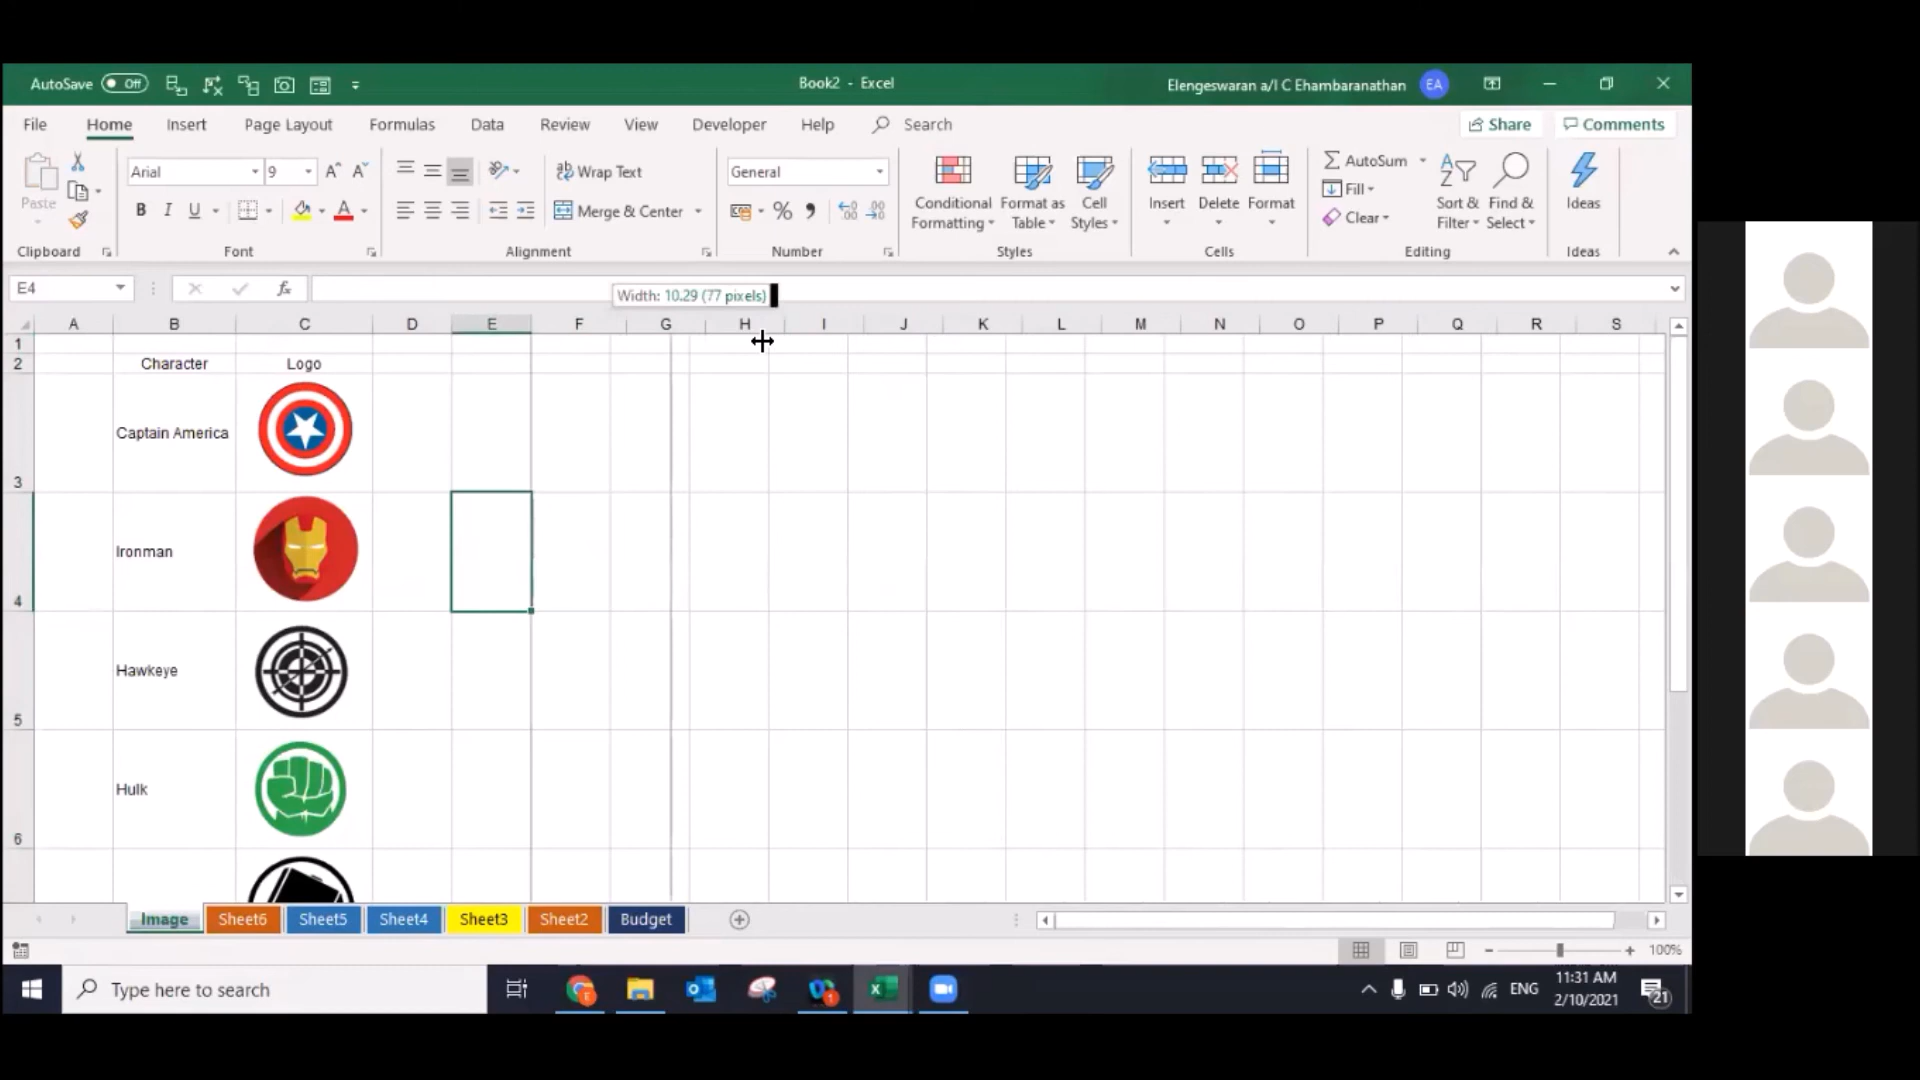 AutoSave Off
Book2 - Excel
Elengeswaran a/l C Ehambaranathan EA
File Home Insert Page Layout Formulas Data Review View Developer Help Search
Share Comments
Paste
Clipboard
Arial 9
B I U
Font
Wrap Text
Merge & Center
Alignment
General
Number
Conditional Formatting
Format as Table
Cell Styles
Styles
Insert Delete Format
Cells
AutoSum
Fill
Clear
Sort & Filter
Find & Select
Editing
Ideas
Ideas
E4
fx
Width: 10.29 (77 pixels)
A B C D E F G H I J K L M N O P Q R S
1
2 Character Logo
Captain America
3
Ironman
4
Hawkeye
5
Hulk
6
Image Sheet6 Sheet5 Sheet4 Sheet3 Sheet2 Budget
100%
Type here to search
ENG
11:31 AM
2/10/2021
21